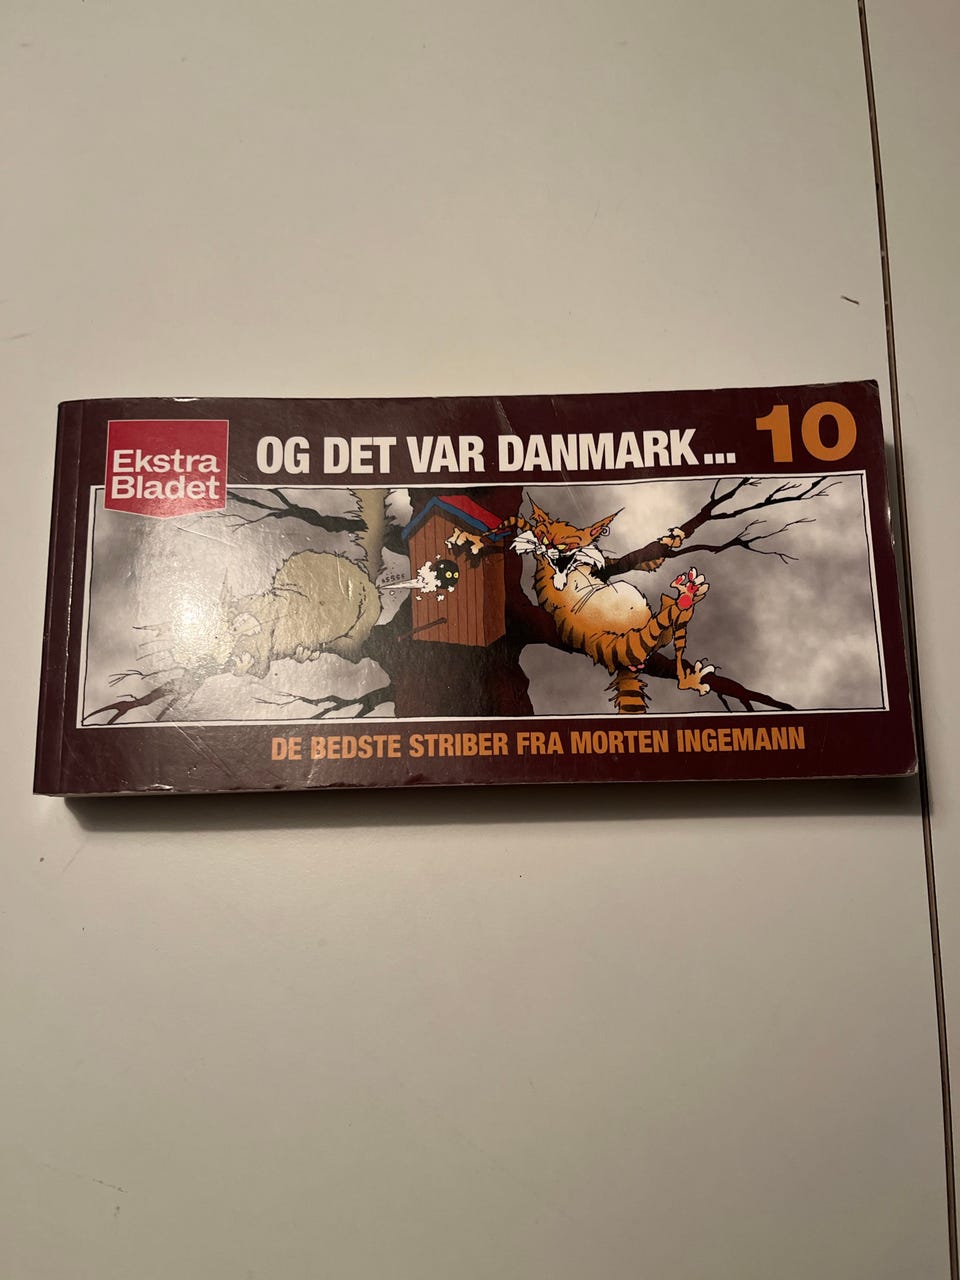 Ekstra
Bladet
OG DET VAR DANMARK...
10
DE BEDSTE STRIBER FRA MORTEN INGEMANN